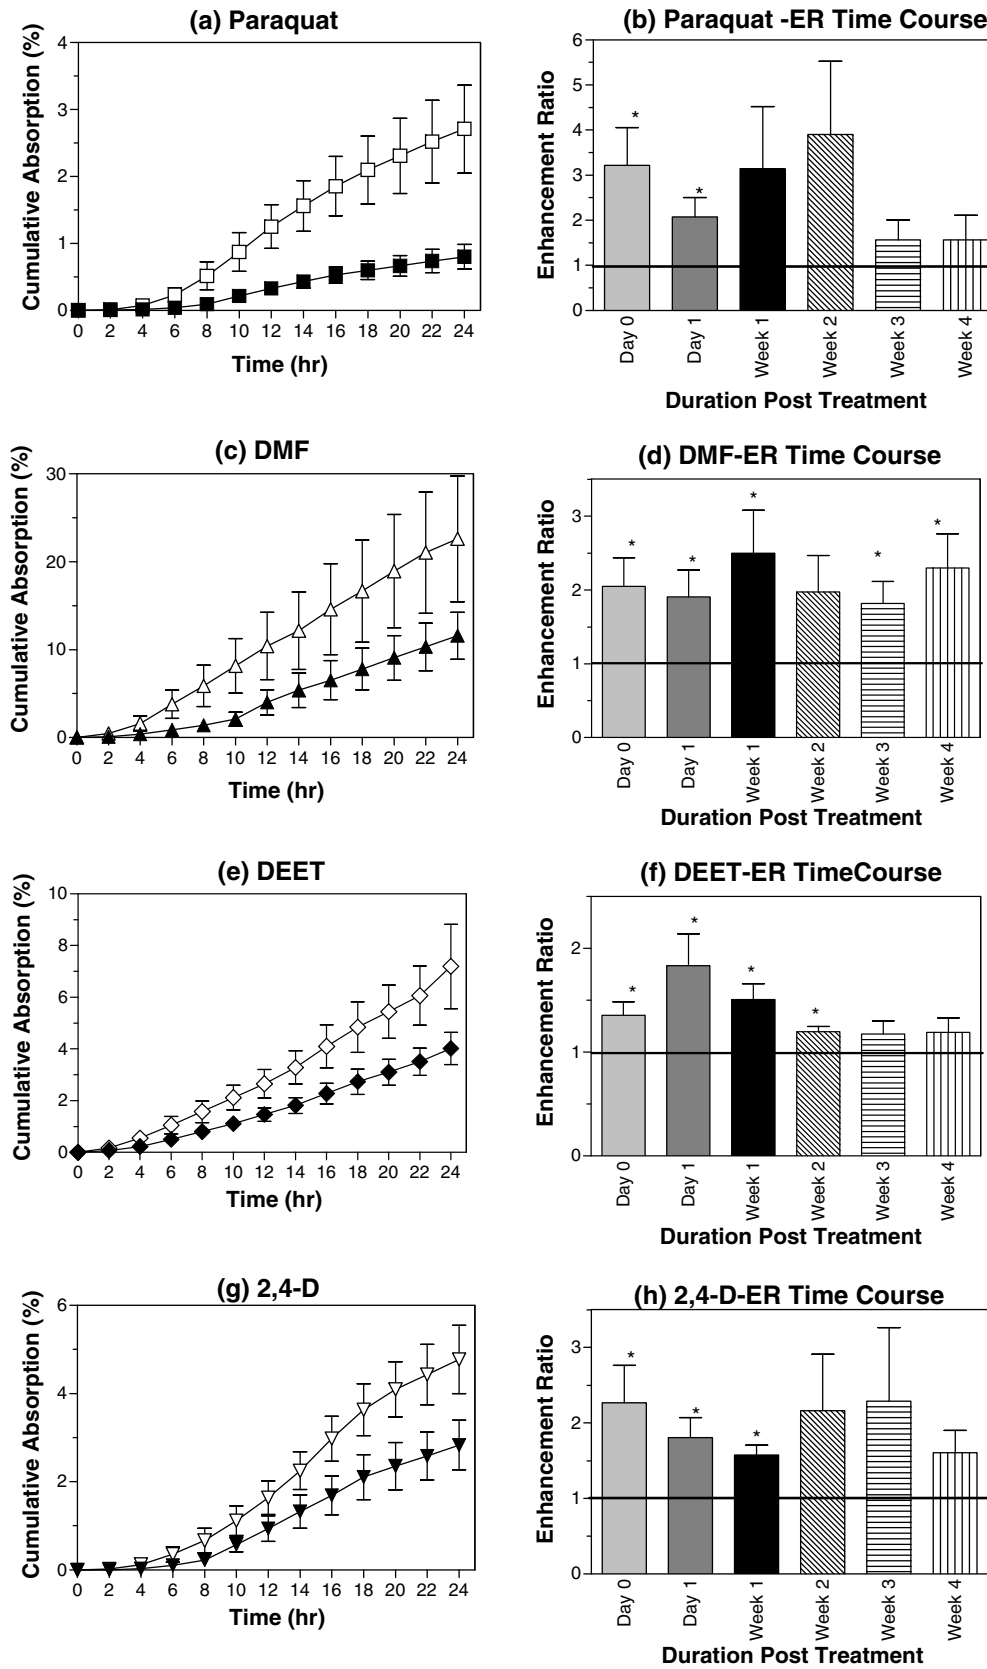 (a) Paraquat
Cumulative Absorption (%)
4
3
2
1
0
0 2 4 6 8 10 12 14 16 18 20 22 24
Time (hr)
(b) Paraquat -ER Time Course
Enhancement Ratio
6
5
4
3
2
1
0
* *
Day 0 Day 1 Week 1 Week 2 Week 3 Week 4
Duration Post Treatment
(c) DMF
Cumulative Absorption (%)
30
20
10
0
0 2 4 6 8 10 12 14 16 18 20 22 24
Time (hr)
(d) DMF-ER Time Course
Enhancement Ratio
3
2
1
0
* * * * *
Day 0 Day 1 Week 1 Week 2 Week 3 Week 4
Duration Post Treatment
(e) DEET
Cumulative Absorption (%)
10
8
6
4
2
0
0 2 4 6 8 10 12 14 16 18 20 22 24
Time (hr)
(f) DEET-ER TimeCourse
Enhancement Ratio
2
1
0
* * * *
Day 0 Day 1 Week 1 Week 2 Week 3 Week 4
Duration Post Treatment
(g) 2,4-D
Cumulative Absorption (%)
6
4
2
0
0 2 4 6 8 10 12 14 16 18 20 22 24
Time (hr)
(h) 2,4-D-ER Time Course
Enhancement Ratio
3
2
1
0
* * *
Day 0 Day 1 Week 1 Week 2 Week 3 Week 4
Duration Post Treatment